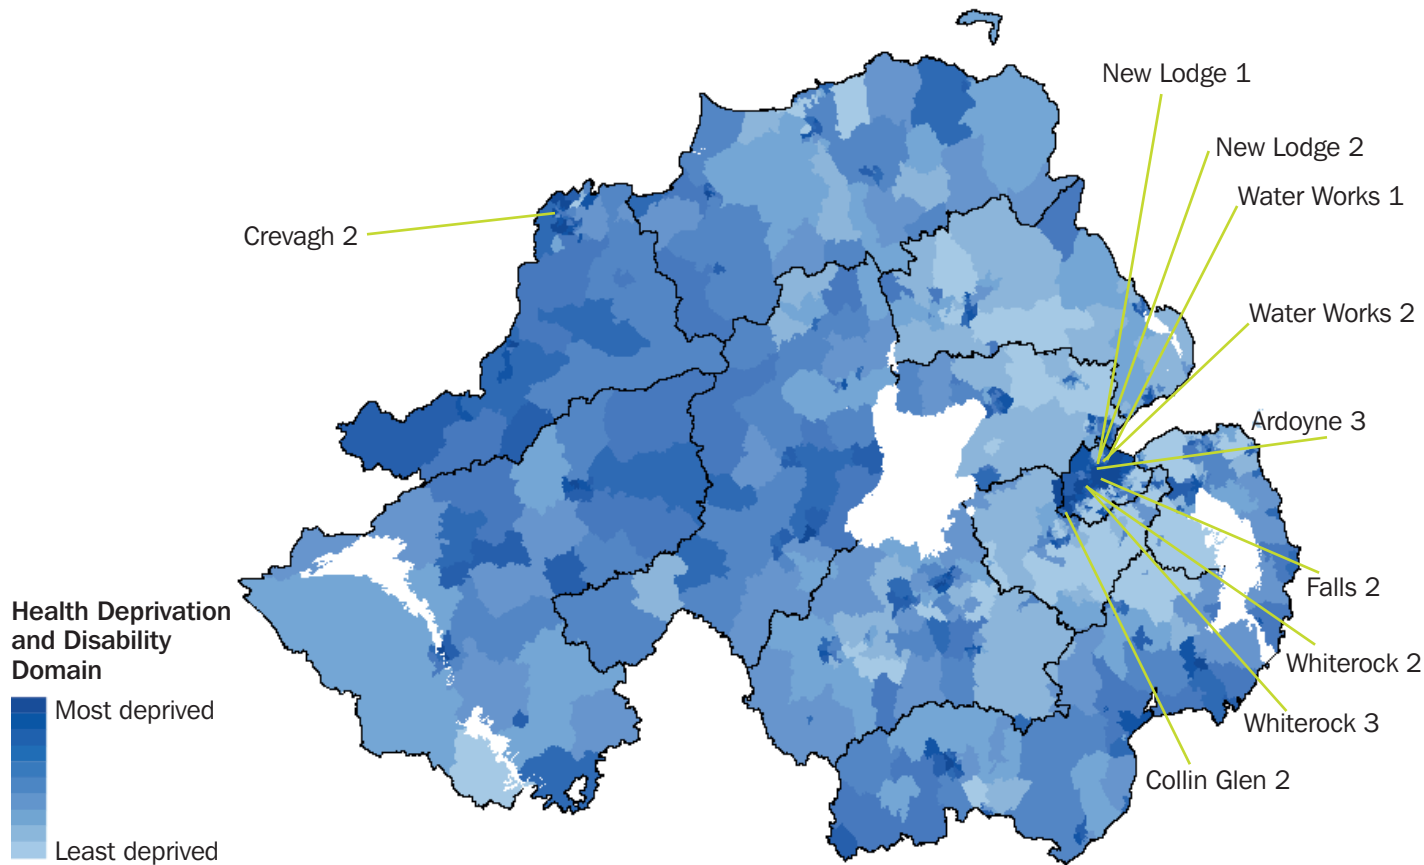 New Lodge 1
New Lodge 2
Water Works 1
Crevagh 2
Water Works 2
Ardoyne 3
Falls 2
Whiterock 2
Whiterock 3
Collin Glen 2
Health Deprivation
and Disability
Domain
Most deprived
Least deprived